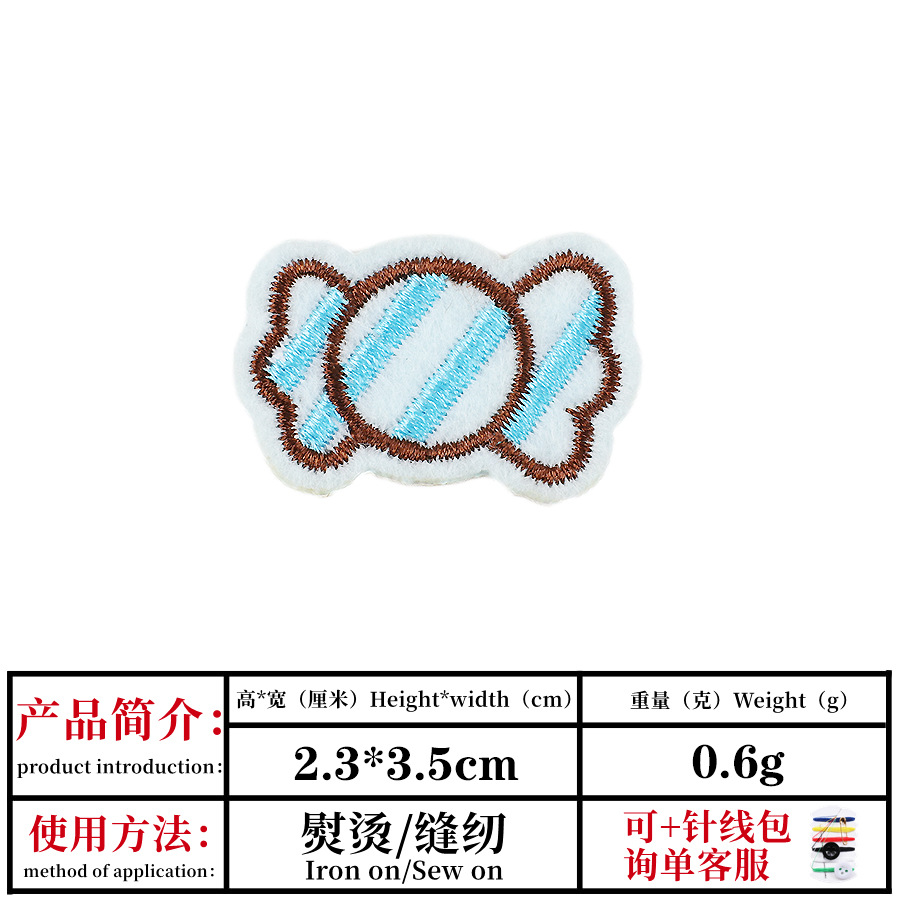 产品简介：
product introduction：
高*宽（厘米）Height*width（cm）
重量（克）Weight（g）
2.3*3.5cm
0.6g
使用方法：
method of application：
熨烫/缝纫
Iron on/Sew on
可+针线包
询单客服